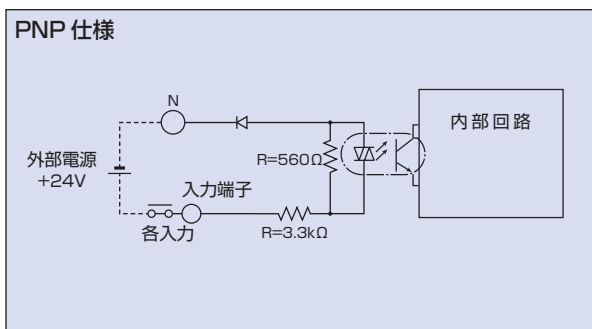 PNP 仕様
N
内部回路
外部電源
+24V
R=560Ω
入力端子
各入力
R=3.3kΩ